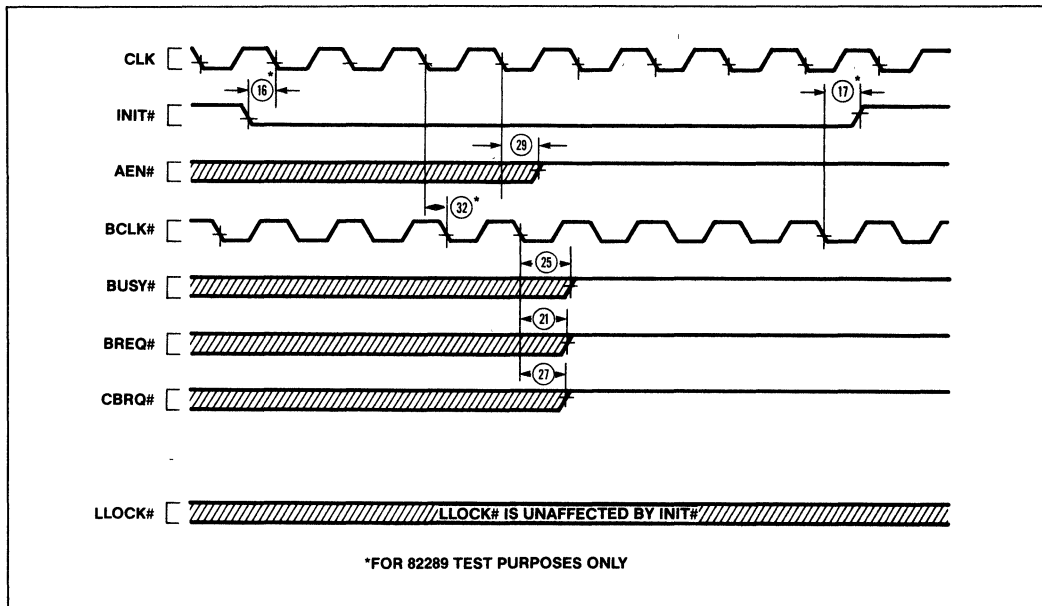 CLK
16*
17*
INIT#
29
AEN#
32*
BCLK#
25
BUSY#
21
BREQ#
27
CBRQ#
LLOCK#
LLOCK# IS UNAFFECTED BY INIT#
*FOR 82289 TEST PURPOSES ONLY